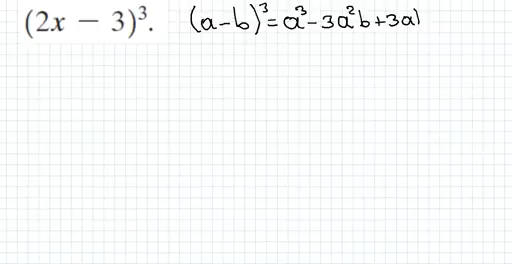 (2x − 3)³. (a-b)³=a³-3a²b+3a